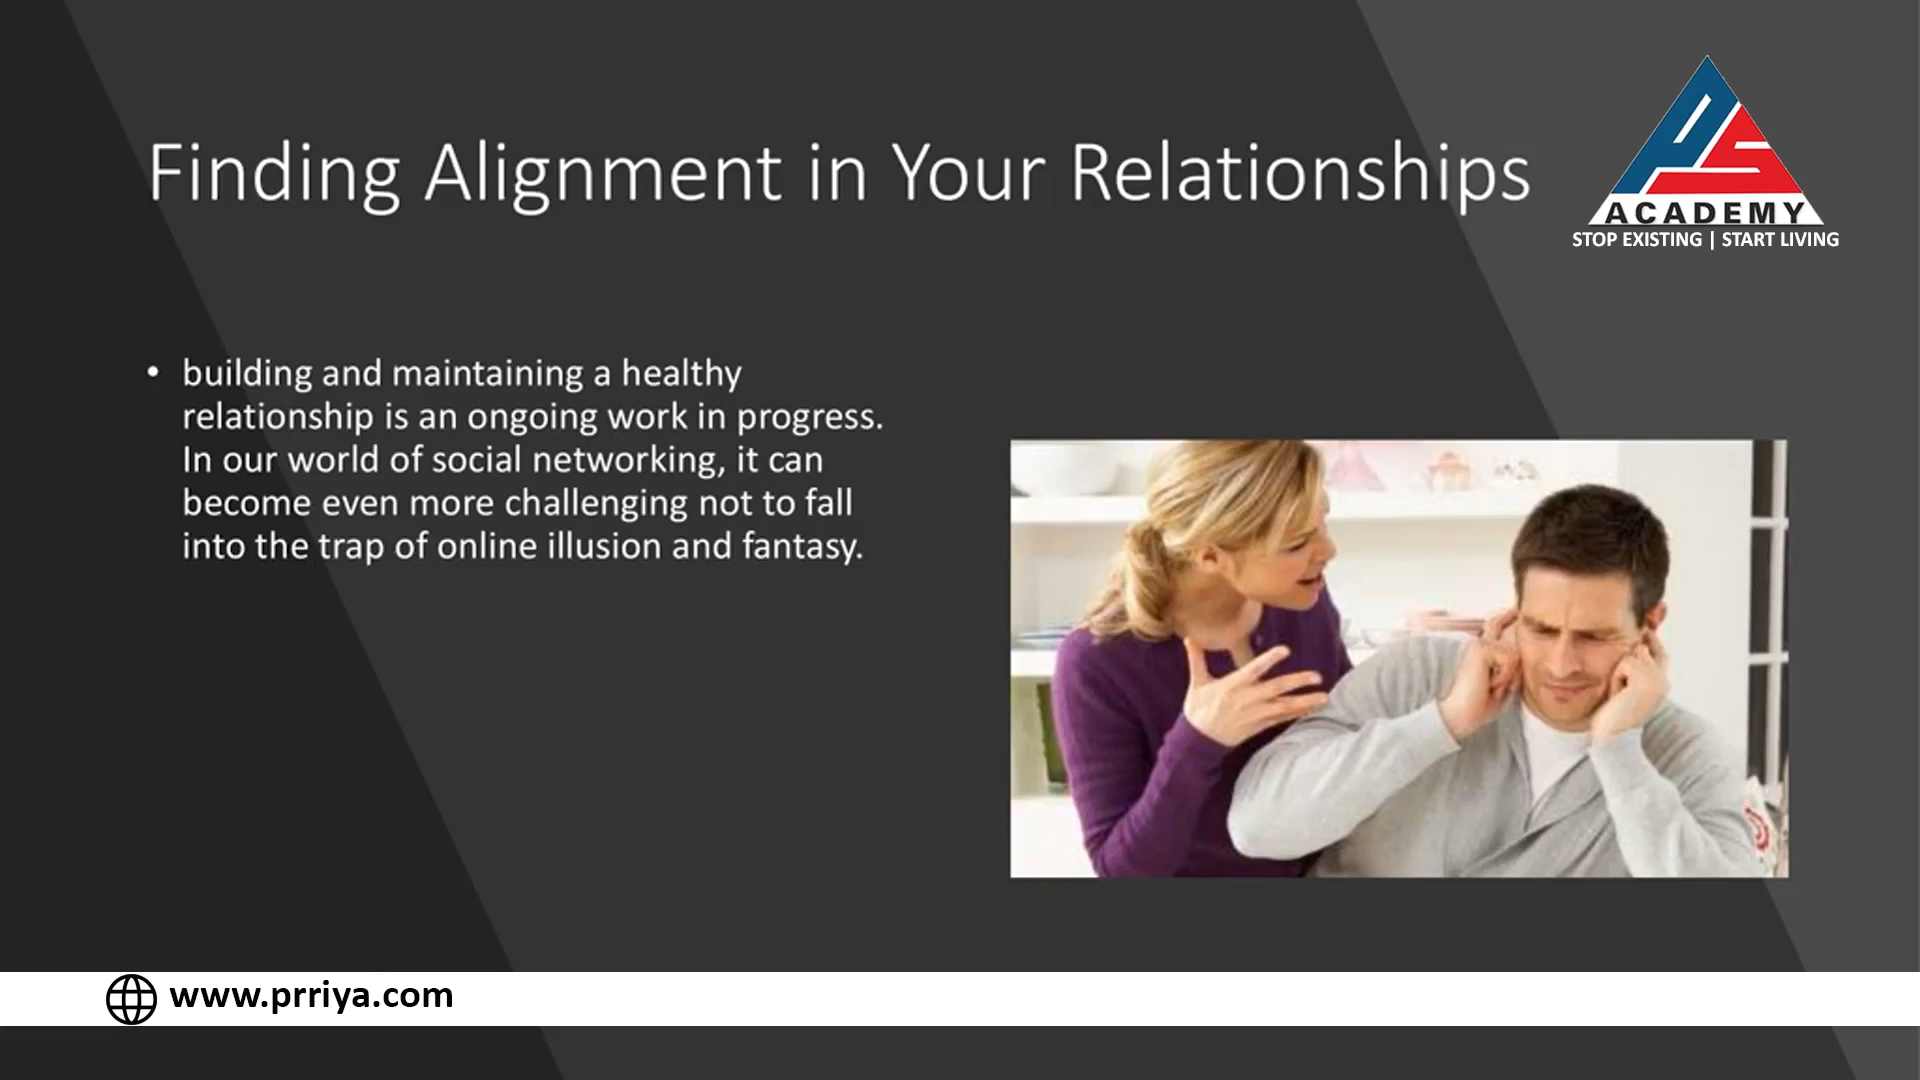 Finding Alignment in Your Relationships
PS
ACADEMY
STOP EXISTING | START LIVING
• building and maintaining a healthy
relationship is an ongoing work in progress.
In our world of social networking, it can
become even more challenging not to fall
into the trap of online illusion and fantasy.
www.prriya.com